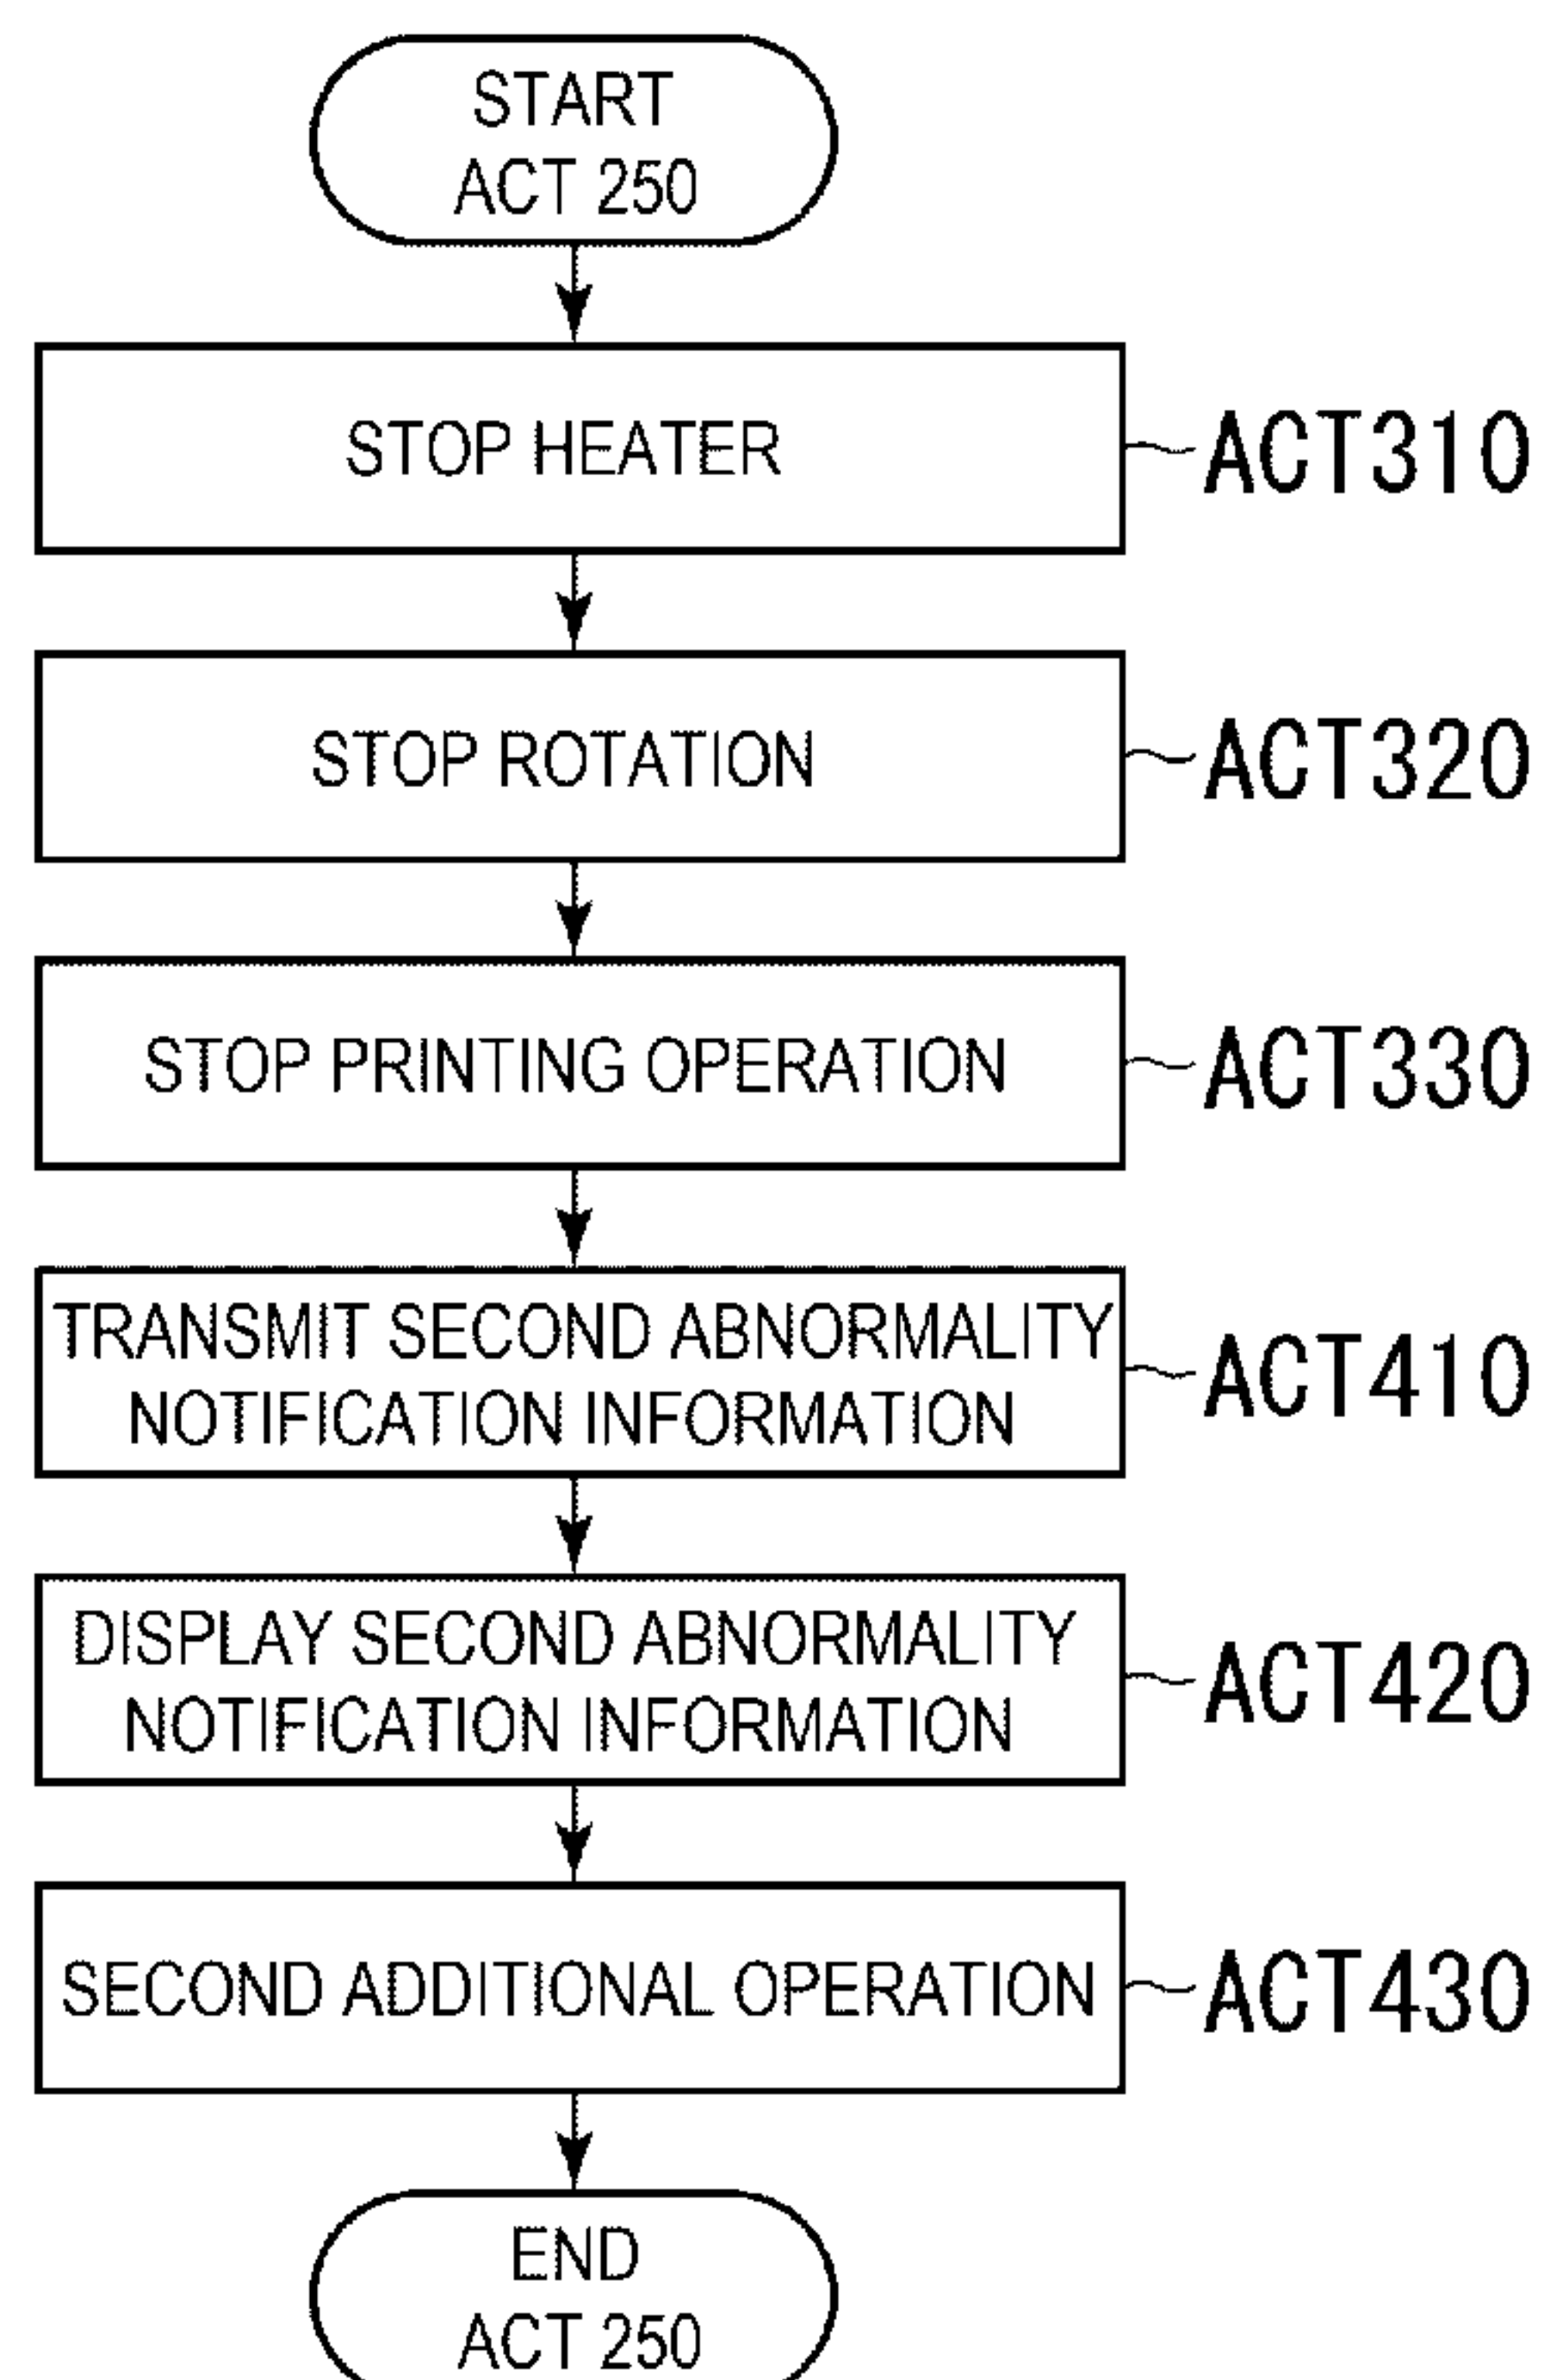 START
ACT 250
STOP HEATER
ACT310
STOP ROTATION
ACT320
STOP PRINTING OPERATION
ACT330
TRANSMIT SECOND ABNORMALITY
NOTIFICATION INFORMATION
ACT410
DISPLAY SECOND ABNORMALITY
NOTIFICATION INFORMATION
ACT420
SECOND ADDITIONAL OPERATION
ACT430
END
ACT 250